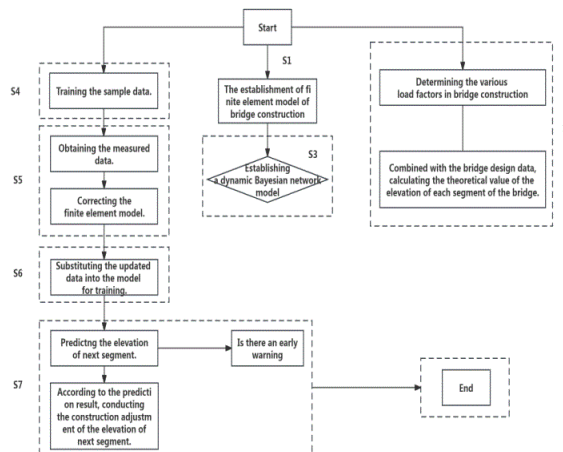 Start
S1
S4
Training the sample data.
The establishment of fi
nite element model of
bridge construction
Determining the various
load factors in bridge construction
S3
Establishing
a dynamic Bayesian network
model
Combined with the bridge design data,
calculating the theoretical value of the
elevation of each segment of the bridge.
S5
Obtaining the measured
data.
Correcting the
finite element model.
S6
Substituting the updated
data into the model
for training.
S7
Predictng the elevation
of next segment.
Is there an early
warning
According to the predicti
on result, conducting
the construction adjustm
ent of the elevation of
next segment.
End